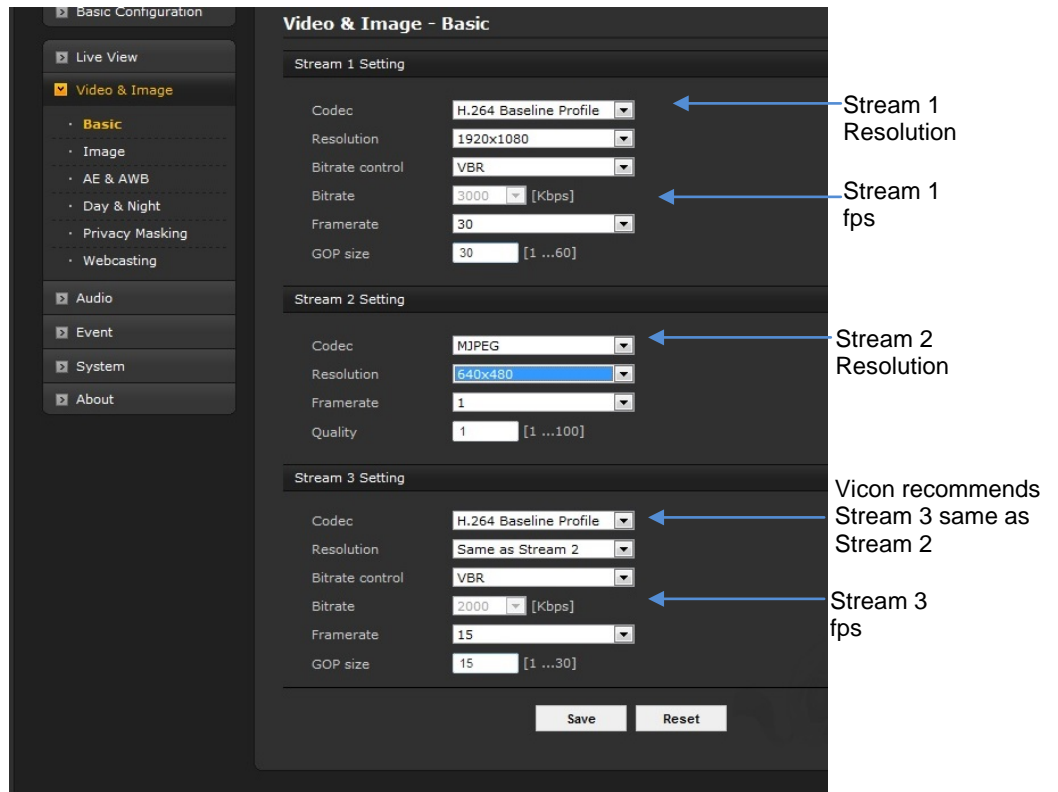 Basic Configuration
Live View
Video & Image
· Basic
· Image
· AE & AWB
· Day & Night
· Privacy Masking
· Webcasting
Audio
Event
System
About
Video & Image - Basic
Stream 1 Setting
Codec H.264 Baseline Profile
Resolution 1920x1080
Bitrate control VBR
Bitrate 3000 [Kbps]
Framerate 30
GOP size 30 [1 ...60]
Stream 2 Setting
Codec MJPEG
Resolution 640x480
Framerate 1
Quality 1 [1 ...100]
Stream 3 Setting
Codec H.264 Baseline Profile
Resolution Same as Stream 2
Bitrate control VBR
Bitrate 2000 [Kbps]
Framerate 15
GOP size 15 [1 ...30]
Save Reset
Stream 1
Resolution
Stream 1
fps
Stream 2
Resolution
Vicon recommends
Stream 3 same as
Stream 2
Stream 3
fps